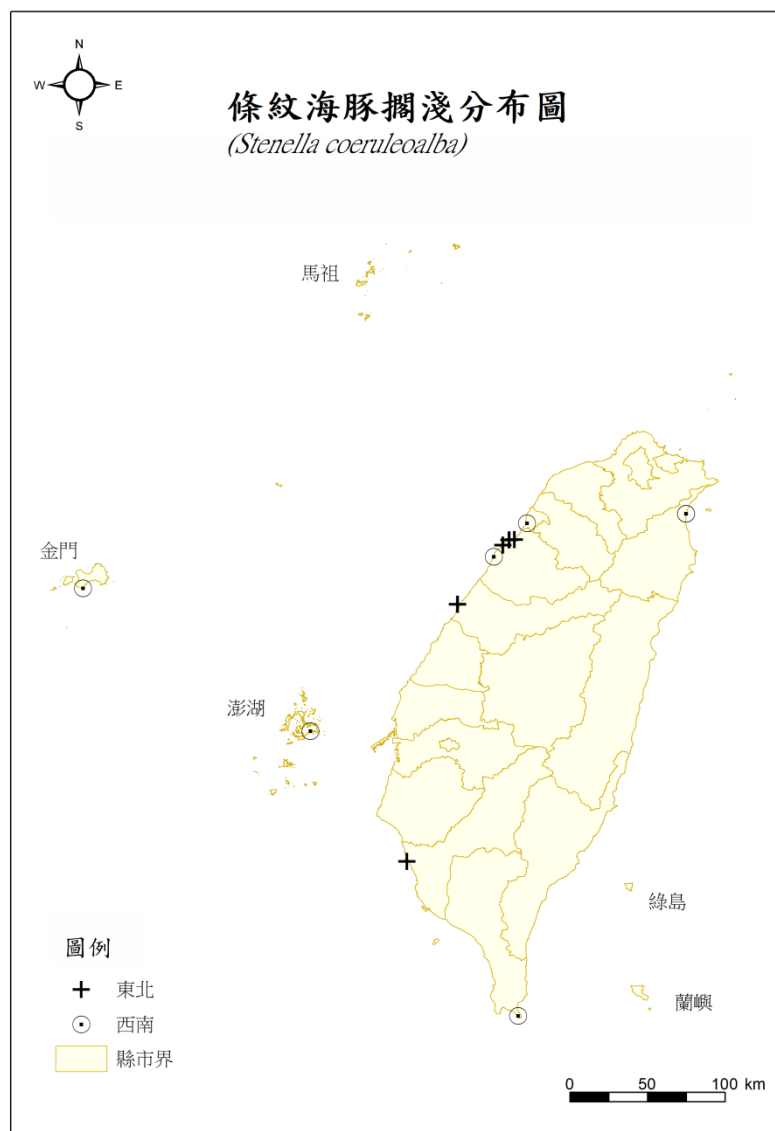 N
W E
S
條紋海豚擱淺分布圖
(Stenella coeruleoalba)
馬祖
金門
澎湖
綠島
蘭嶼
圖例
東北
西南
縣市界
0 50 100 km